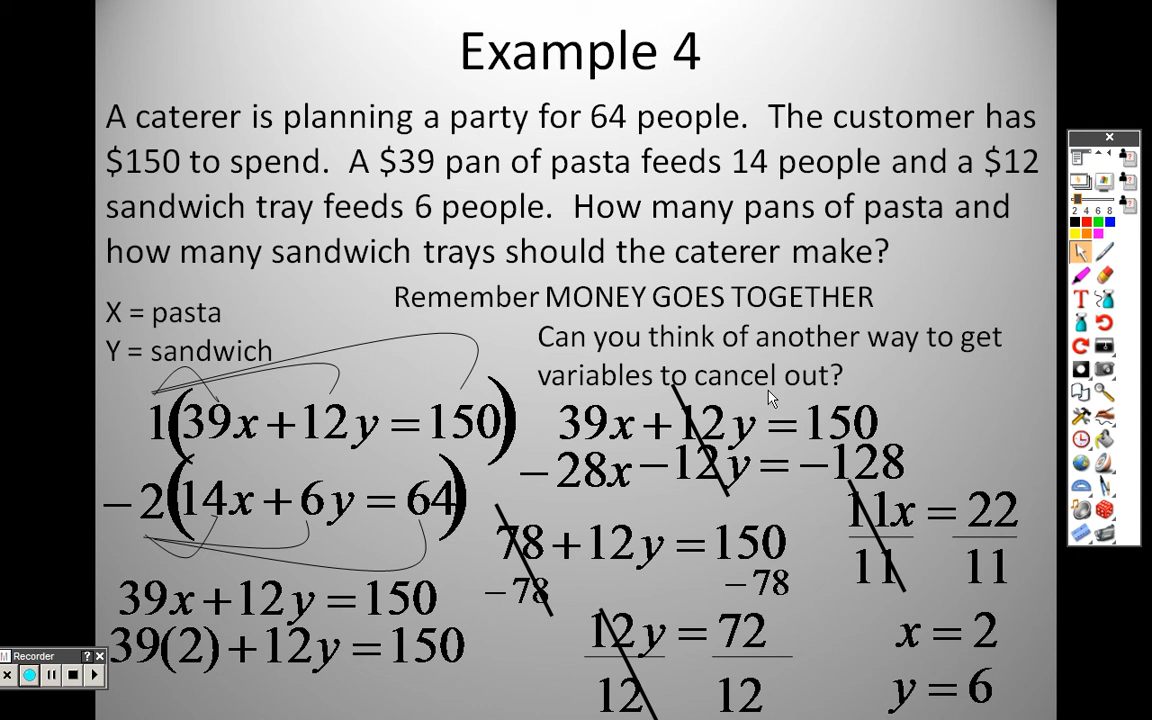 Example 4
A caterer is planning a party for 64 people. The customer has
$150 to spend. A $39 pan of pasta feeds 14 people and a $12
sandwich tray feeds 6 people. How many pans of pasta and
how many sandwich trays should the caterer make?
Remember MONEY GOES TOGETHER
X = pasta
Y = sandwich
Can you think of another way to get
variables to cancel out?
1(39x+12y=150)
-2(14x+6y=64)
39x+12y=150
39(2)+12y=150
39x+12y=150
-28x-12y=-128
11x=22
11 11
78+12y=150
-78 -78
12y=72
12 12
x=2
y=6
2 4 6 8
Recorder